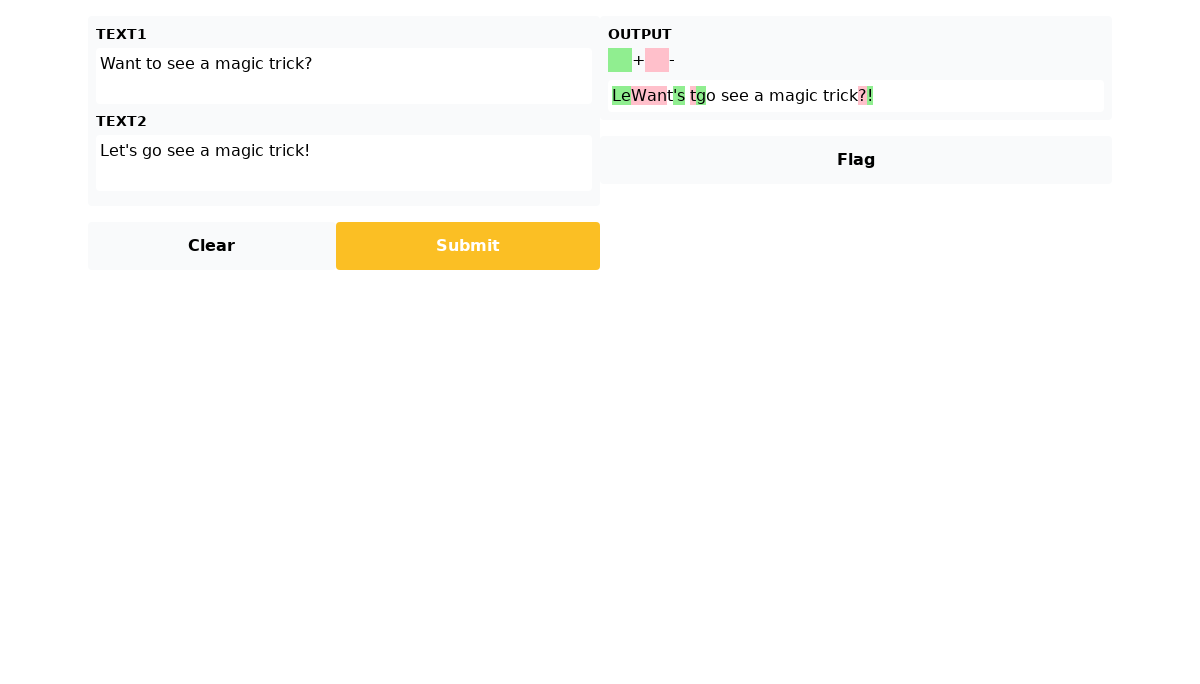 TEXT1
Want to see a magic trick?
TEXT2
Let's go see a magic trick!
Clear
Submit
OUTPUT
+ -
LeWant's tgo see a magic trick?!
Flag